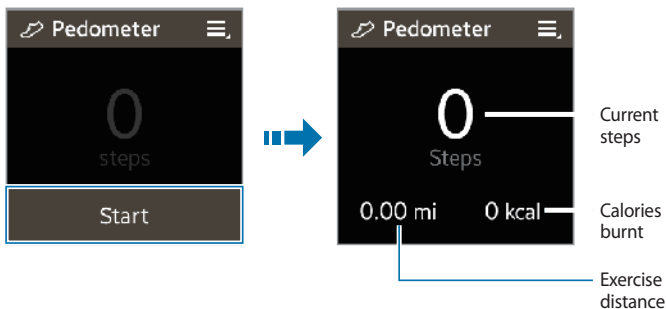 Pedometer
0
steps
Start
Pedometer
0
Steps
0.00 mi 0 kcal
Current
steps
Calories
burnt
Exercise
distance